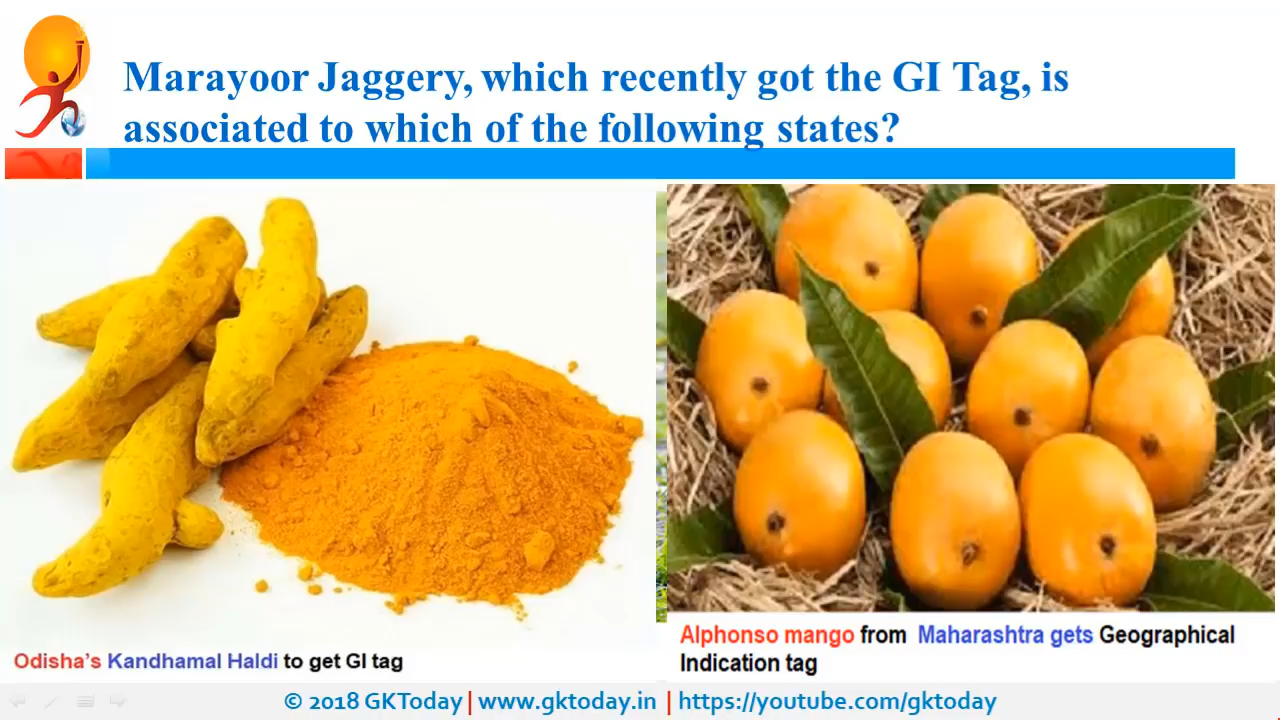 Marayoor Jaggery, which recently got the GI Tag, is
associated to which of the following states?
Odisha's Kandhamal Haldi to get GI tag
Alphonso mango from Maharashtra gets Geographical
Indication tag
© 2018 GKToday | www.gktoday.in | https://youtube.com/gktoday